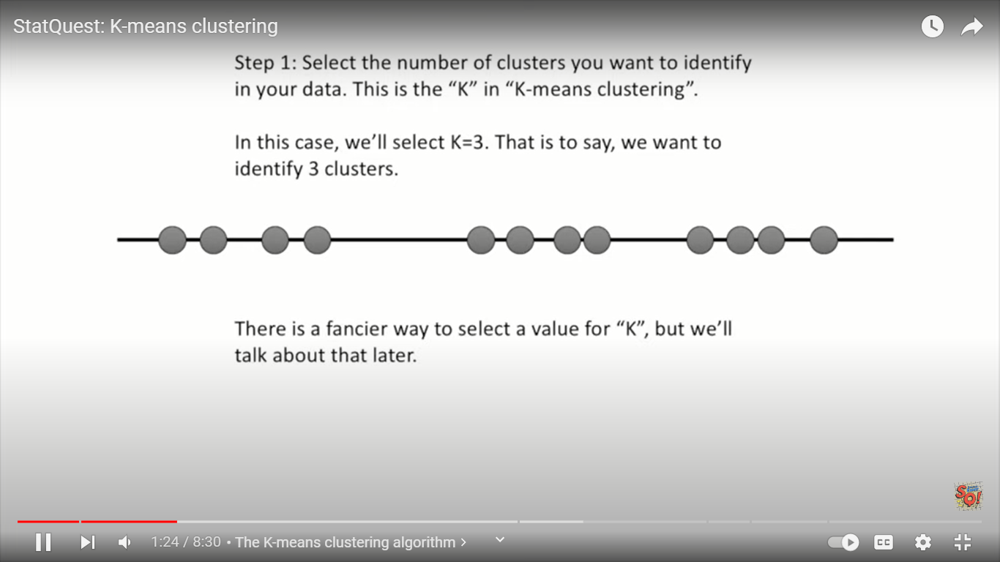 StatQuest: K-means clustering
Step 1: Select the number of clusters you want to identify
in your data. This is the “K” in “K-means clustering”.
In this case, we’ll select K=3. That is to say, we want to
identify 3 clusters.
There is a fancier way to select a value for “K”, but we’ll
talk about that later.
SQ!
1:24 / 8:30 • The K-means clustering algorithm
CC